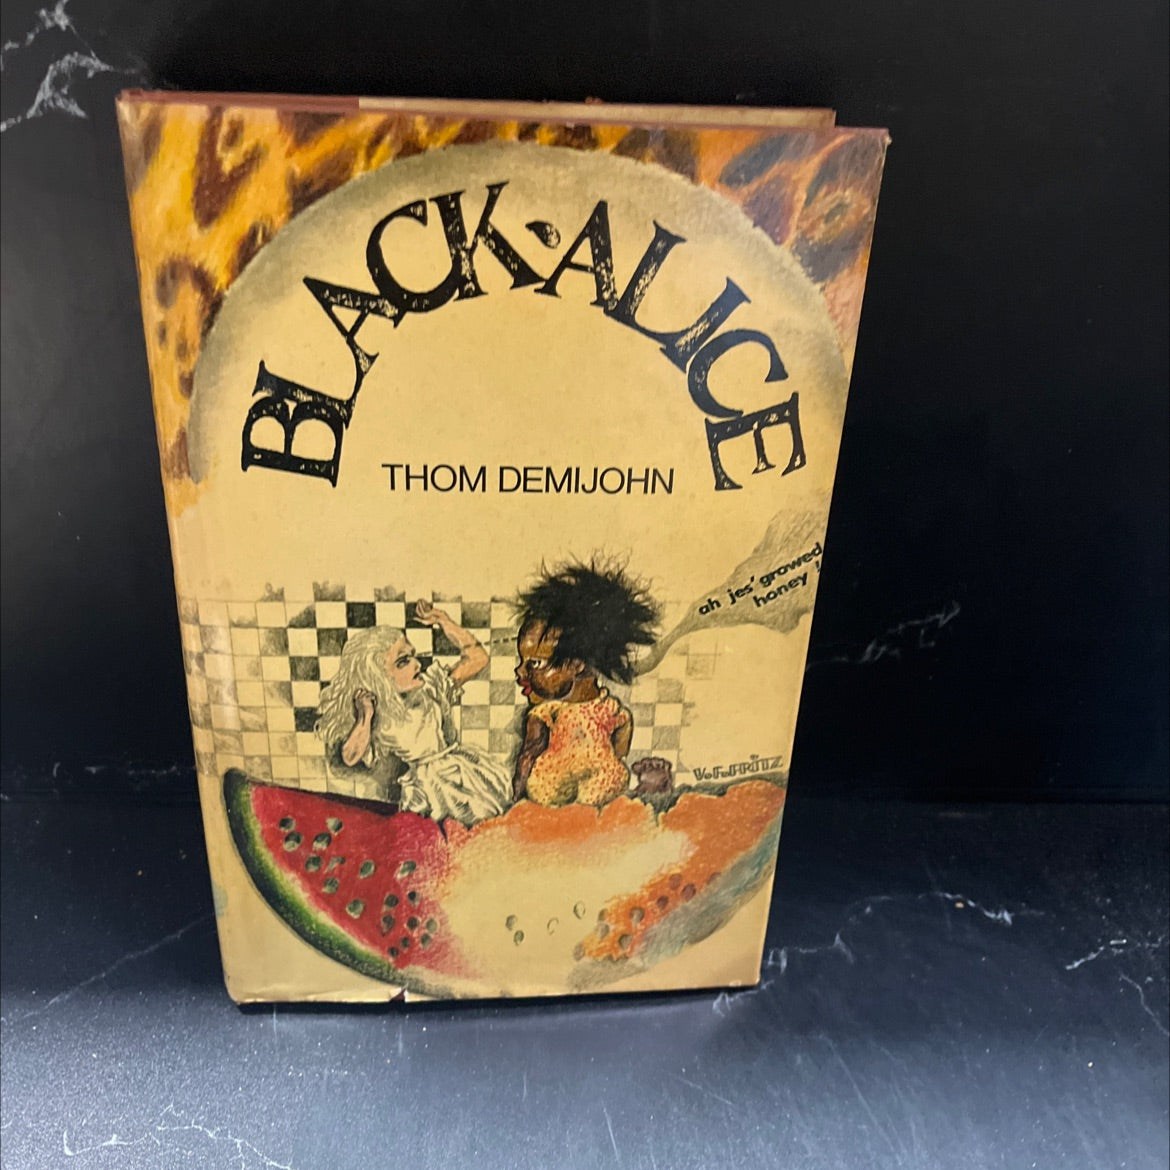 BLACK•ALICE
THOM DEMIJOHN
ah jes' growed
honey !
V.F. FRITZ